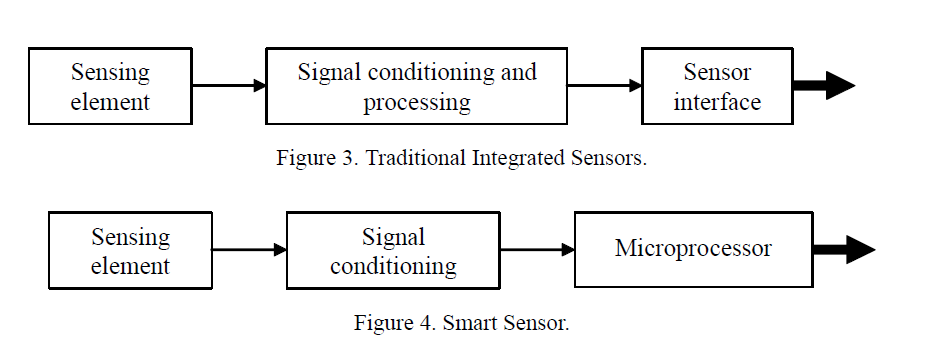 Sensing
element
Signal conditioning and
processing
Sensor
interface
Figure 3. Traditional Integrated Sensors.
Sensing
element
Signal
conditioning
Microprocessor
Figure 4. Smart Sensor.